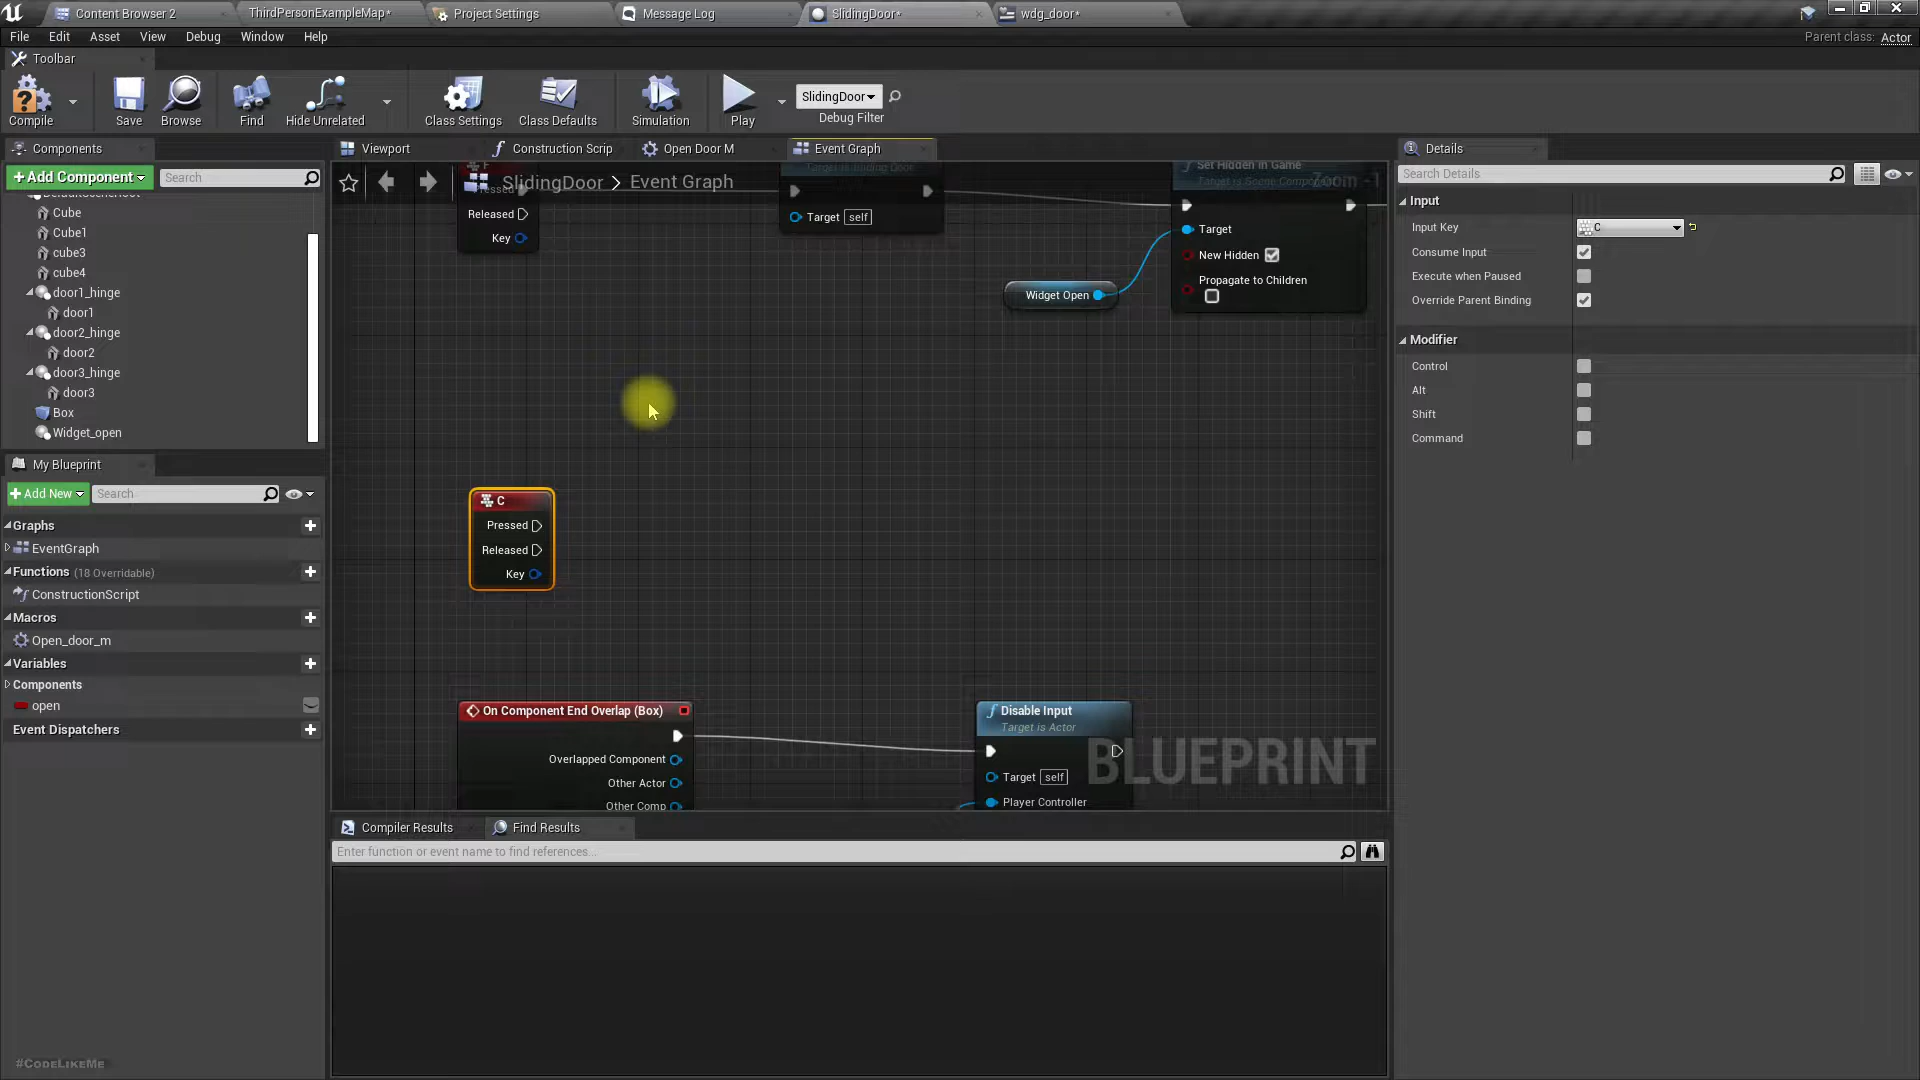 Content Browser 2
ThirdPersonExampleMap*
Project Settings
Message Log
SlidingDoor*
wdg_door*
File
Edit
Asset
View
Debug
Window
Help
Parent class: Actor
Toolbar
Compile
Save
Browse
Find
Hide Unrelated
Class Settings
Class Defaults
Simulation
Play
SlidingDoor
Debug Filter
Components
Add Component
Search
Cube
Cube1
cube3
cube4
door1_hinge
door1
door2_hinge
door2
door3_hinge
door3
Box
Widget_open
My Blueprint
Add New
Search
Graphs
EventGraph
Functions (18 Overridable)
ConstructionScript
Macros
Open_door_m
Variables
Components
open
Event Dispatchers
#CodeLikeMe
Viewport
Construction Scrip
Open Door M
Event Graph
SlidingDoor > Event Graph
Zoom -1
Pressed
Released
Key
Target is Sliding Door
Target self
Set Hidden in Game
Target is Scene Component
Target
New Hidden
Propagate to Children
Widget Open
C
Pressed
Released
Key
On Component End Overlap (Box)
Overlapped Component
Other Actor
Other Comp
Disable Input
Target is Actor
Target self
Player Controller
BLUEPRINT
Compiler Results
Find Results
Enter function or event name to find references...
Details
Search Details
Input
Input Key
C
Consume Input
Execute when Paused
Override Parent Binding
Modifier
Control
Alt
Shift
Command